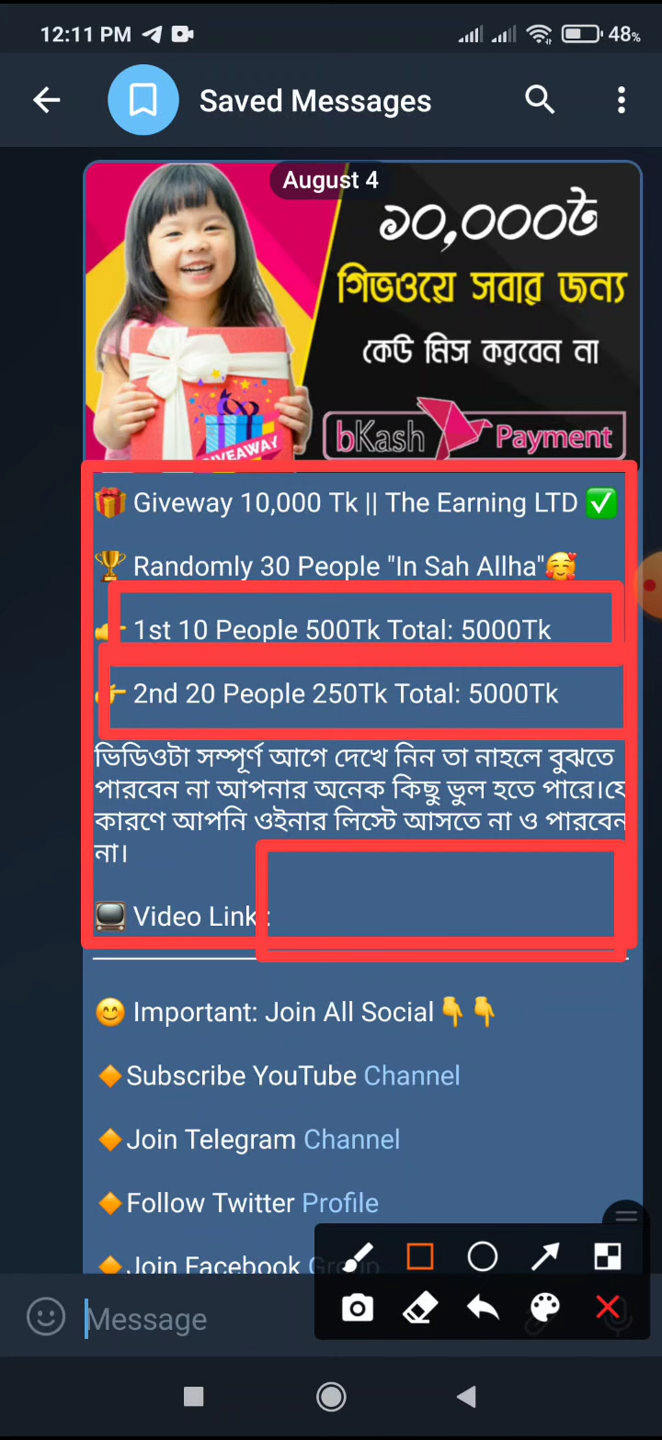 12:11 PM
48%
Saved Messages
August 4
১০,০০০৳
গিভওয়ে সবার জন্য
কেউ মিস করবেন না
GIVEAWAY
bKash Payment
Giveway 10,000 Tk || The Earning LTD
Randomly 30 People "In Sah Allha"
1st 10 People 500Tk Total: 5000Tk
2nd 20 People 250Tk Total: 5000Tk
ভিডিওটা সম্পূর্ণ আগে দেখে নিন তা নাহলে বুঝতে
পারবেন না আপনার অনেক কিছু ভুল হতে পারে।যে
কারণে আপনি ওইনার লিস্টে আসতে না ও পারবেন
না।
Video Link :
Important: Join All Social
Subscribe YouTube Channel
Join Telegram Channel
Follow Twitter Profile
Join Facebook Group
Message